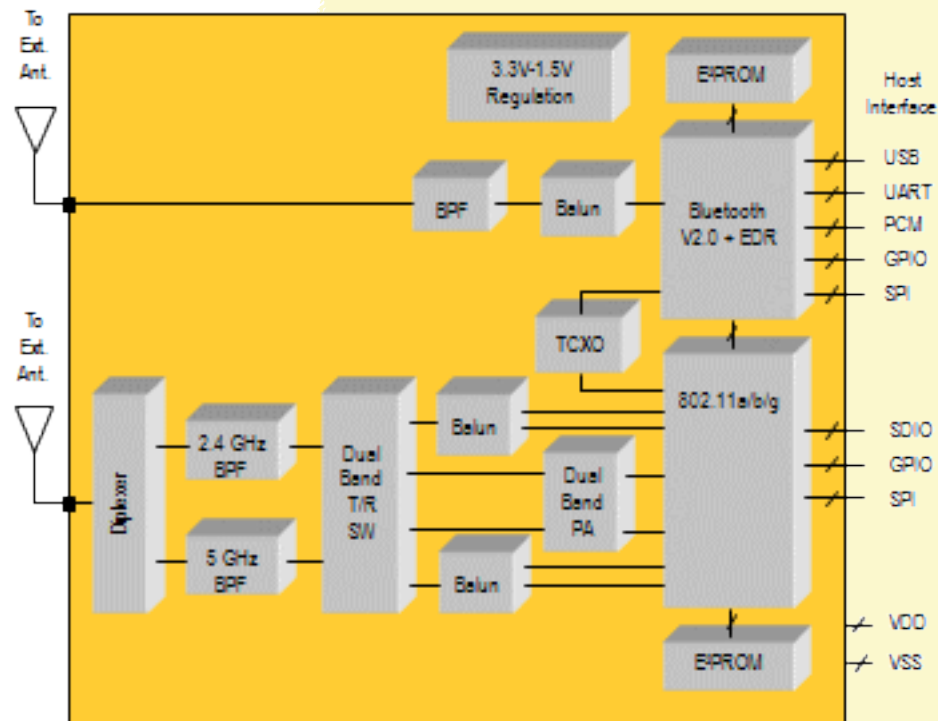 To
Ext.
Ant.
3.3V-1.5V
Regulation
E²PROM
Host
Interface
BPF
Balun
Bluetooth
V2.0 + EDR
USB
UART
PCM
GPIO
SPI
To
Ext.
Ant.
TCXO
802.11a/b/g
Diplexer
2.4 GHz
BPF
5 GHz
BPF
Dual
Band
T/R
SW
Balun
Dual
Band
PA
Balun
SDIO
GPIO
SPI
E²PROM
VDD
VSS